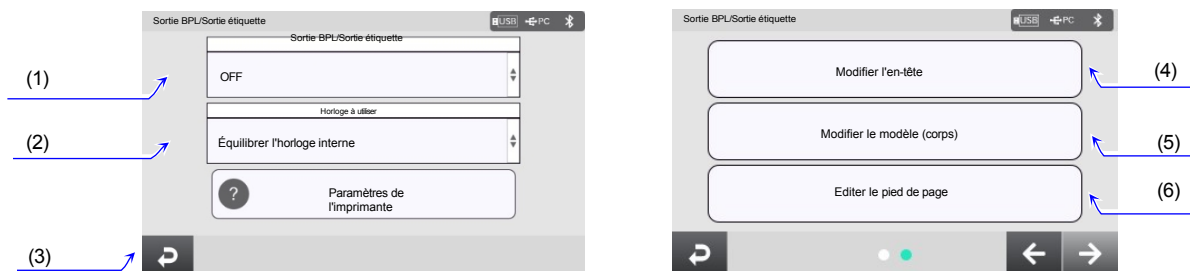 Sortie BPL/Sortie étiquette
USB PC
Sortie BPL/Sortie étiquette
(1)
OFF
Horloge à utiliser
(2)
Équilibrer l'horloge interne
?
Paramètres de
l'imprimante
(3)
Sortie BPL/Sortie étiquette
USB PC
Modifier l'en-tête
(4)
Modifier le modèle (corps)
(5)
Editer le pied de page
(6)